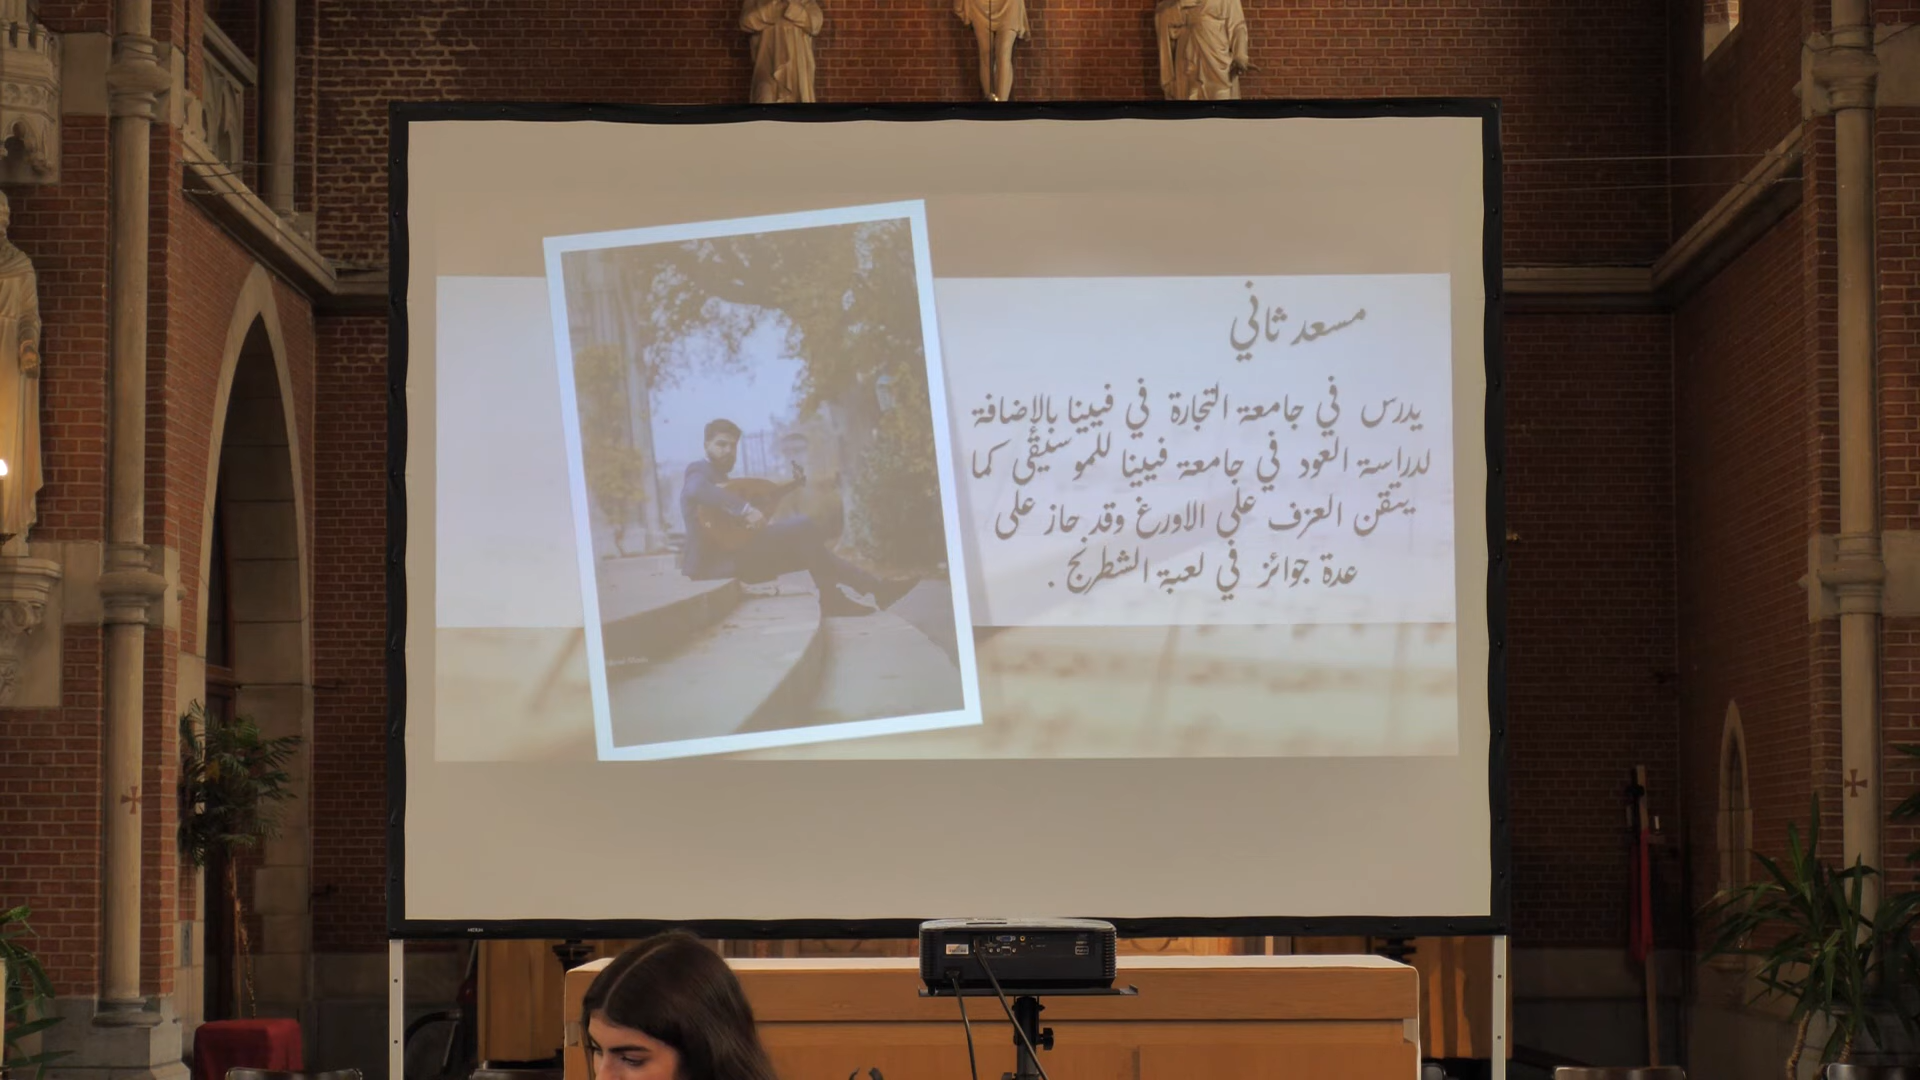 مسعد ثاني
يدرس في جامعة التجارة في فيينا بالإضافة
لدراسة العود في جامعة فيينا للموسيقى كما
يتقن العزف على الاورغ وقد حاز على
عدة جوائز في لعبة الشطرنج .